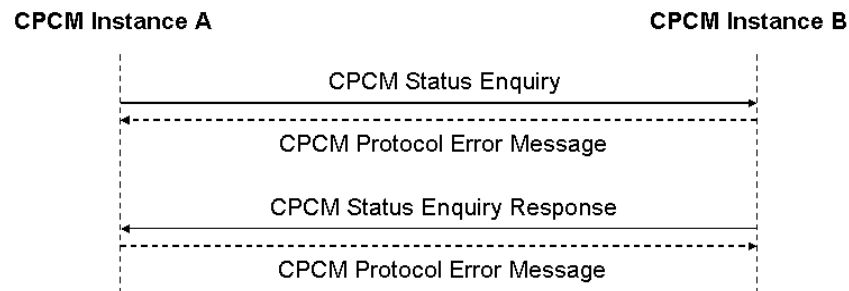 CPCM Instance A
CPCM Instance B
CPCM Status Enquiry
CPCM Protocol Error Message
CPCM Status Enquiry Response
CPCM Protocol Error Message